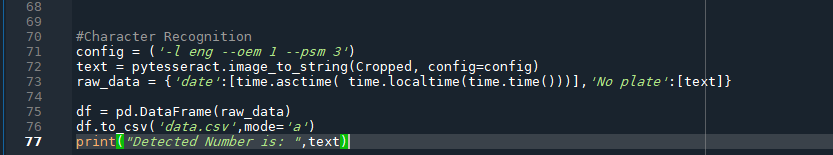 68
69
70 #Character Recognition
71 config = ('-l eng --oem 1 --psm 3')
72 text = pytesseract.image_to_string(Cropped, config=config)
73 raw_data = {'date':[time.asctime( time.localtime(time.time()))],'No plate':[text]}
74
75 df = pd.DataFrame(raw_data)
76 df.to_csv('data.csv',mode='a')
77 print("Detected Number is: ",text)